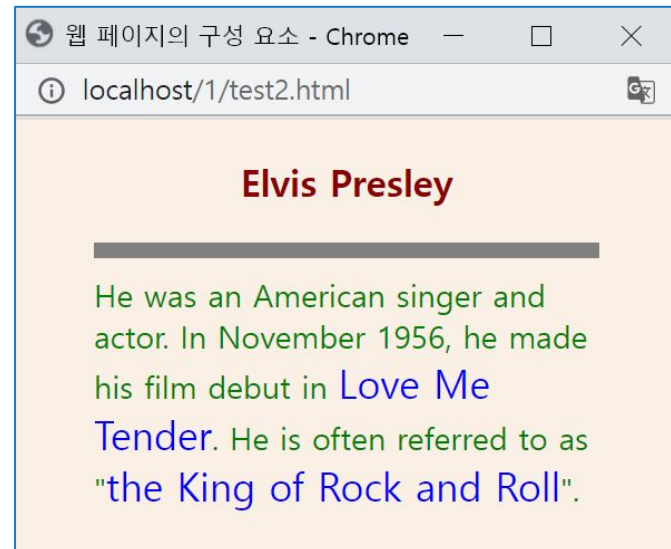 웹 페이지의 구성 요소 - Chrome
localhost/1/test2.html
Elvis Presley
He was an American singer and
actor. In November 1956, he made
his film debut in Love Me
Tender. He is often referred to as
"the King of Rock and Roll".